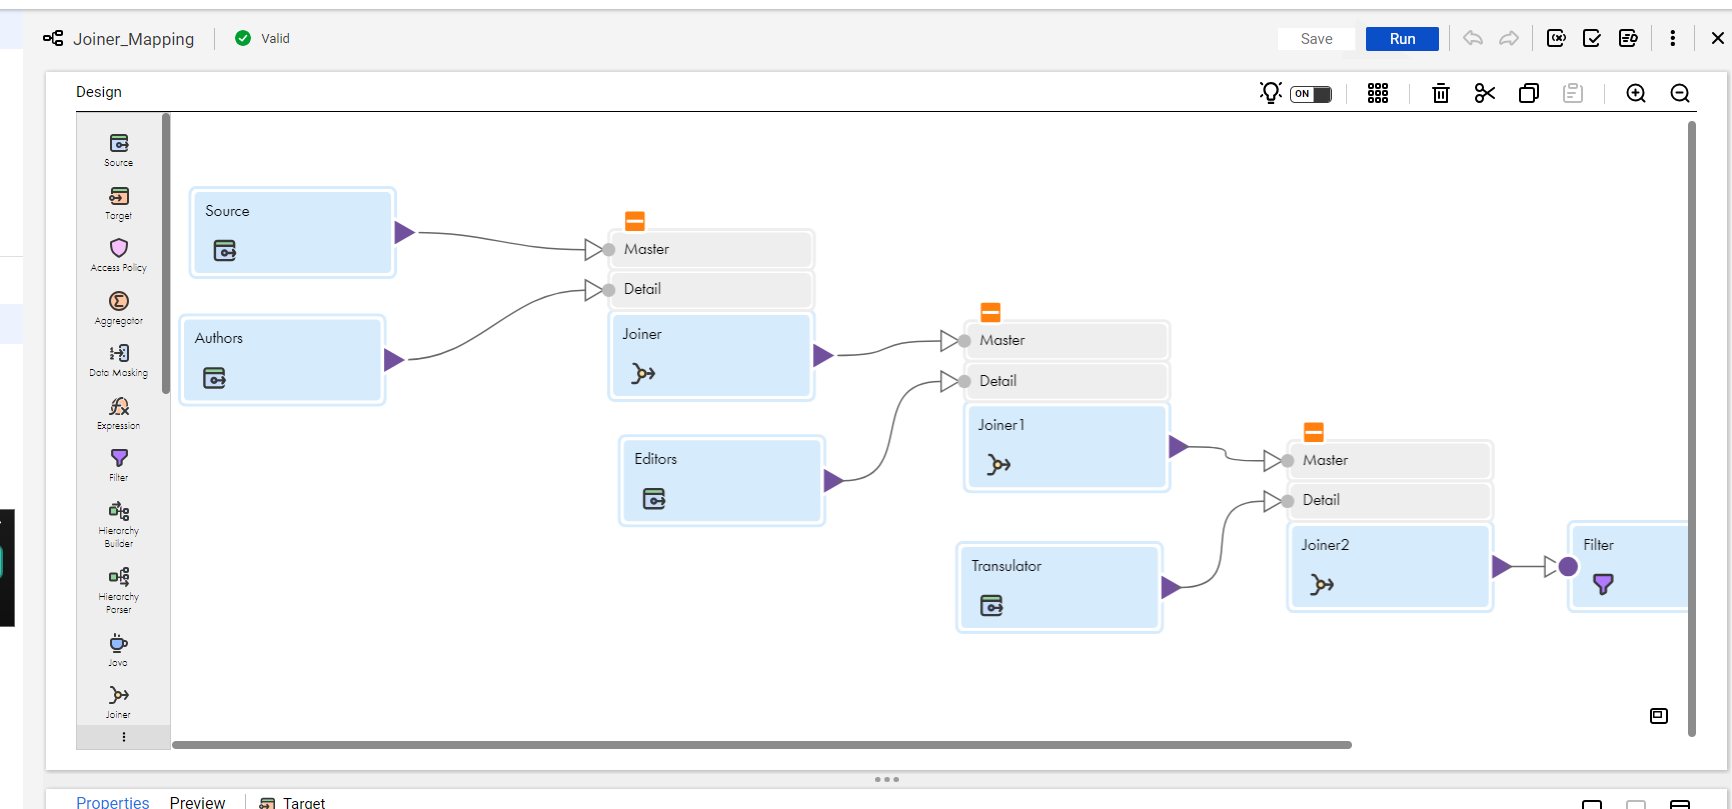 Joiner_Mapping
Valid
Save
Run
Design
ON
Source
Target
Access Policy
Aggregator
Data Masking
Expression
Filter
Hierarchy
Builder
Hierarchy
Parser
Java
Joiner
Source
Authors
Master
Detail
Joiner
Editors
Master
Detail
Joiner1
Transulator
Master
Detail
Joiner2
Filter
Properties
Preview
Target